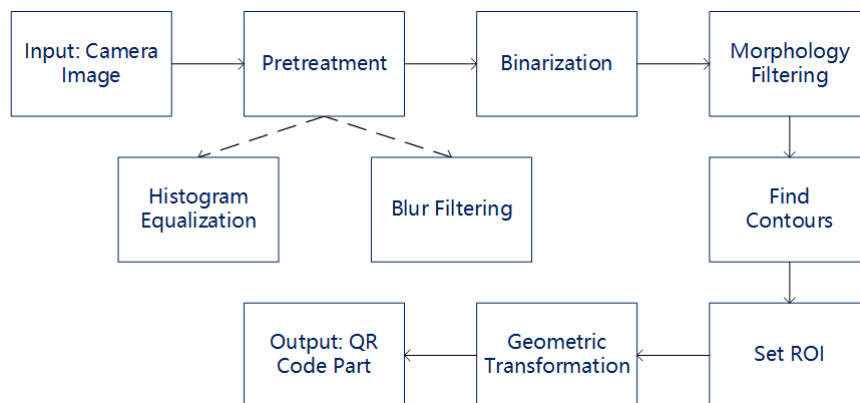 Input: Camera
Image
Pretreatment
Binarization
Morphology
Filtering
Histogram
Equalization
Blur Filtering
Find
Contours
Output: QR
Code Part
Geometric
Transformation
Set ROI